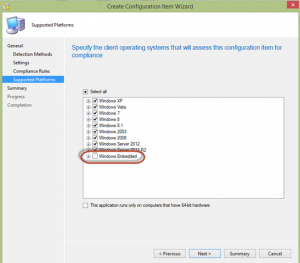 Create Configuration Item Wizard
Supported Platforms
General
Detection Methods
Settings
Compliance Rules
Supported Platforms
Summary
Progress
Completion
Specify the client operating systems that will assess this configuration item for
compliance
Select all
Windows XP
Windows Vista
Windows 7
Windows 8
Windows 8.1
Windows 2003
Windows 2008
Windows Server 2012
Windows Server 2012 R2
Windows Embedded
This application runs only on computers that have 64-bit hardware
< Previous
Next >
Summary
Cancel